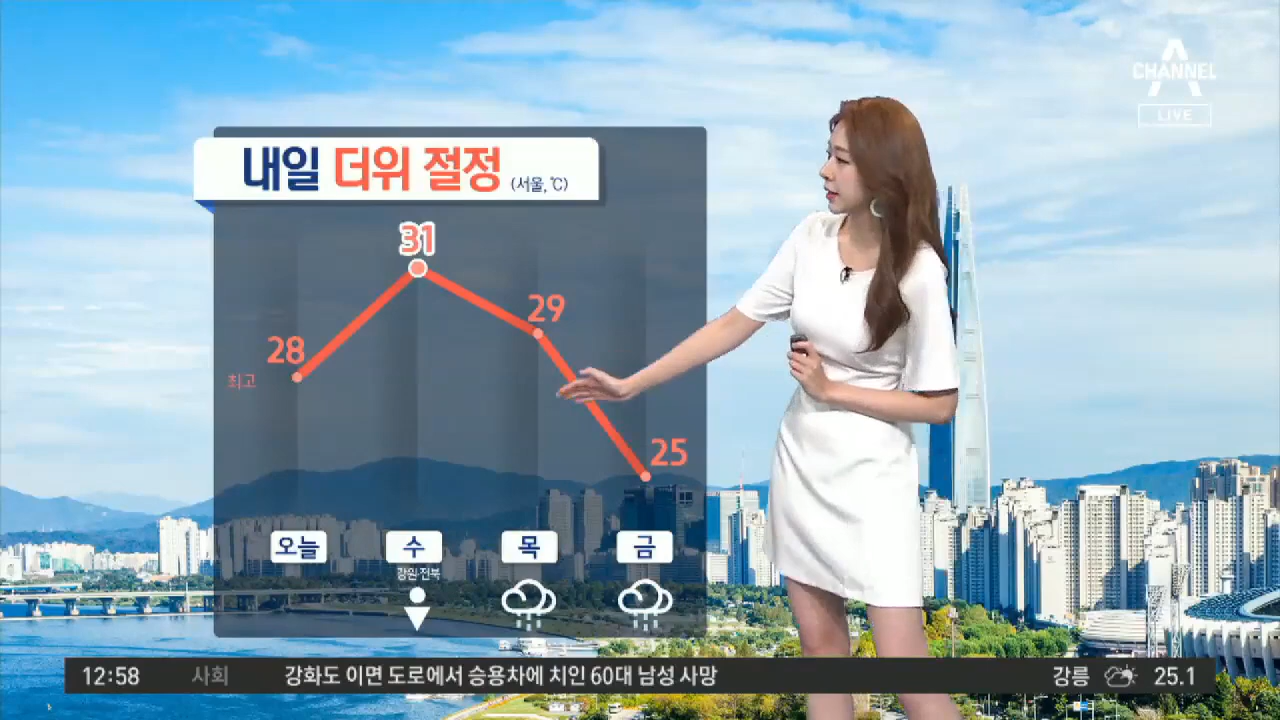 CHANNEL A
LIVE
내일 더위 절정 (서울, ℃)
31
29
28
최고
25
오늘 수 목 금
강원·전북
12:58 사회 강화도 이면 도로에서 승용차에 치인 60대 남성 사망 강릉 25.1